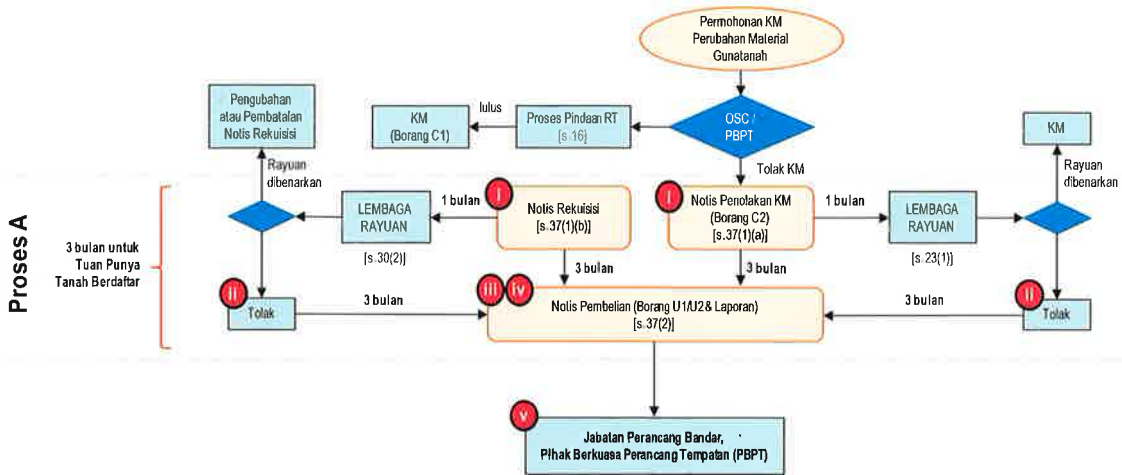 Permohonan KM
Perubahan Material
Gunatanah
OSC /
PBPT
Proses Pindaan RT
[s.16]
lulus
KM
(Borang C1)
Pengubahan
atau Pembatalan
Notis Rekuisisi
KM
Tolak KM
Rayuan
dibenarkan
Rayuan
dibenarkan
Proses A
3 bulan untuk
Tuan Punya
Tanah Berdaftar
LEMBAGA
RAYUAN
[s.30(2)]
1 bulan
i
Notis Rekuisisi
[s.37(1)(b)]
i
Notis Penolakan KM
(Borang C2)
[s.37(1)(a)]
1 bulan
LEMBAGA
RAYUAN
[s.23(1)]
3 bulan
3 bulan
ii
Tolak
3 bulan
iii
iv
Notis Pembelian (Borang U1/U2 & Laporan)
[s.37(2)]
3 bulan
ii
Tolak
v
Jabatan Perancang Bandar,
Pihak Berkuasa Perancang Tempatan (PBPT)